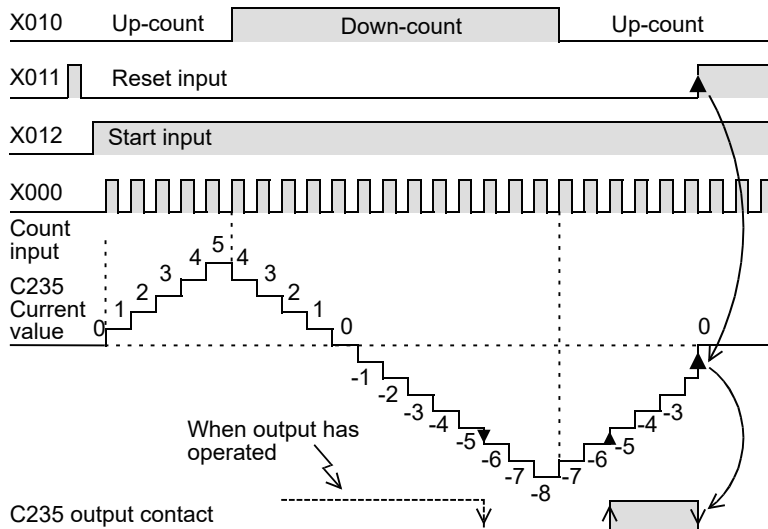 X010 Up-count Down-count Up-count
X011 Reset input
X012 Start input
X000
Count
input
C235
Current
value
0 1 2 3 4 5 4 3 2 1 0
-1 -2 -3 -4 -5 -6 -7 -8 -7 -6 -5 -4 -3 0
When output has
operated
C235 output contact